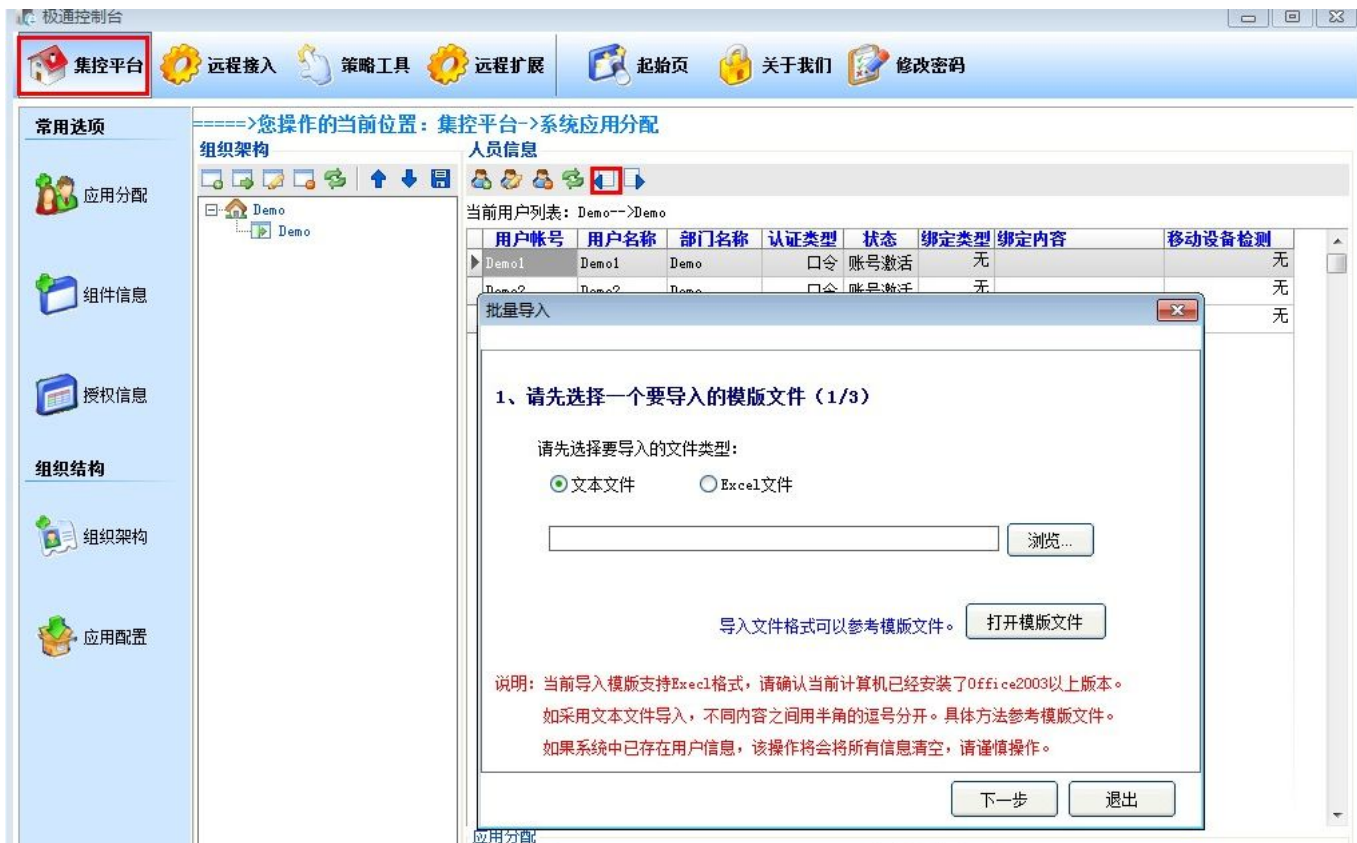 极通控制台
集控平台 远程接入 策略工具 远程扩展 起始页 关于我们 修改密码
常用选项
应用分配
组件信息
授权信息
组织结构
组织架构
应用配置
=====>您操作的当前位置：集控平台->系统应用分配
组织架构
Demo
Demo
人员信息
当前用户列表：Demo-->Demo
用户帐号 用户名称 部门名称 认证类型 状态 绑定类型 绑定内容 移动设备检测
Demo1 Demo1 Demo 口令 账号激活 无 无
Demo2 Demo2 Demo 口令 账号激活 无 无
无
批量导入
1、请先选择一个要导入的模版文件（1/3）
请先选择要导入的文件类型：
文本文件 Excel文件
浏览...
导入文件格式可以参考模版文件。 打开模版文件
说明：当前导入模版支持Execl格式，请确认当前计算机已经安装了Office2003以上版本。
如采用文本文件导入，不同内容之间用半角的逗号分开。具体方法参考模版文件。
如果系统中已存在用户信息，该操作将会将所有信息清空，请谨慎操作。
下一步 退出
应用分配